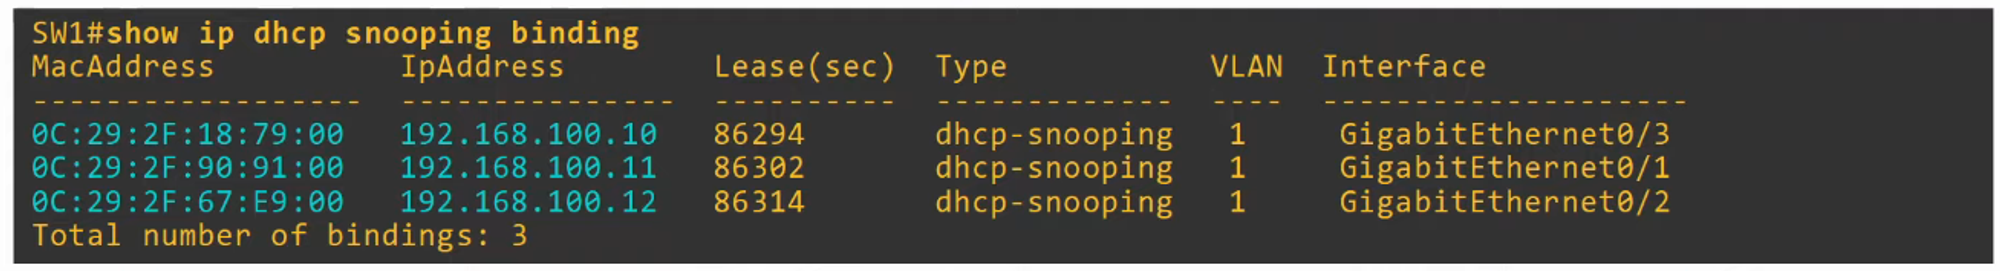 SW1#show ip dhcp snooping binding
MacAddress          IpAddress        Lease(sec)  Type           VLAN  Interface
------------------  ---------------  ----------  -------------  ----  --------------------
0C:29:2F:18:79:00   192.168.100.10   86294       dhcp-snooping   1     GigabitEthernet0/3
0C:29:2F:90:91:00   192.168.100.11   86302       dhcp-snooping   1     GigabitEthernet0/1
0C:29:2F:67:E9:00   192.168.100.12   86314       dhcp-snooping   1     GigabitEthernet0/2
Total number of bindings: 3